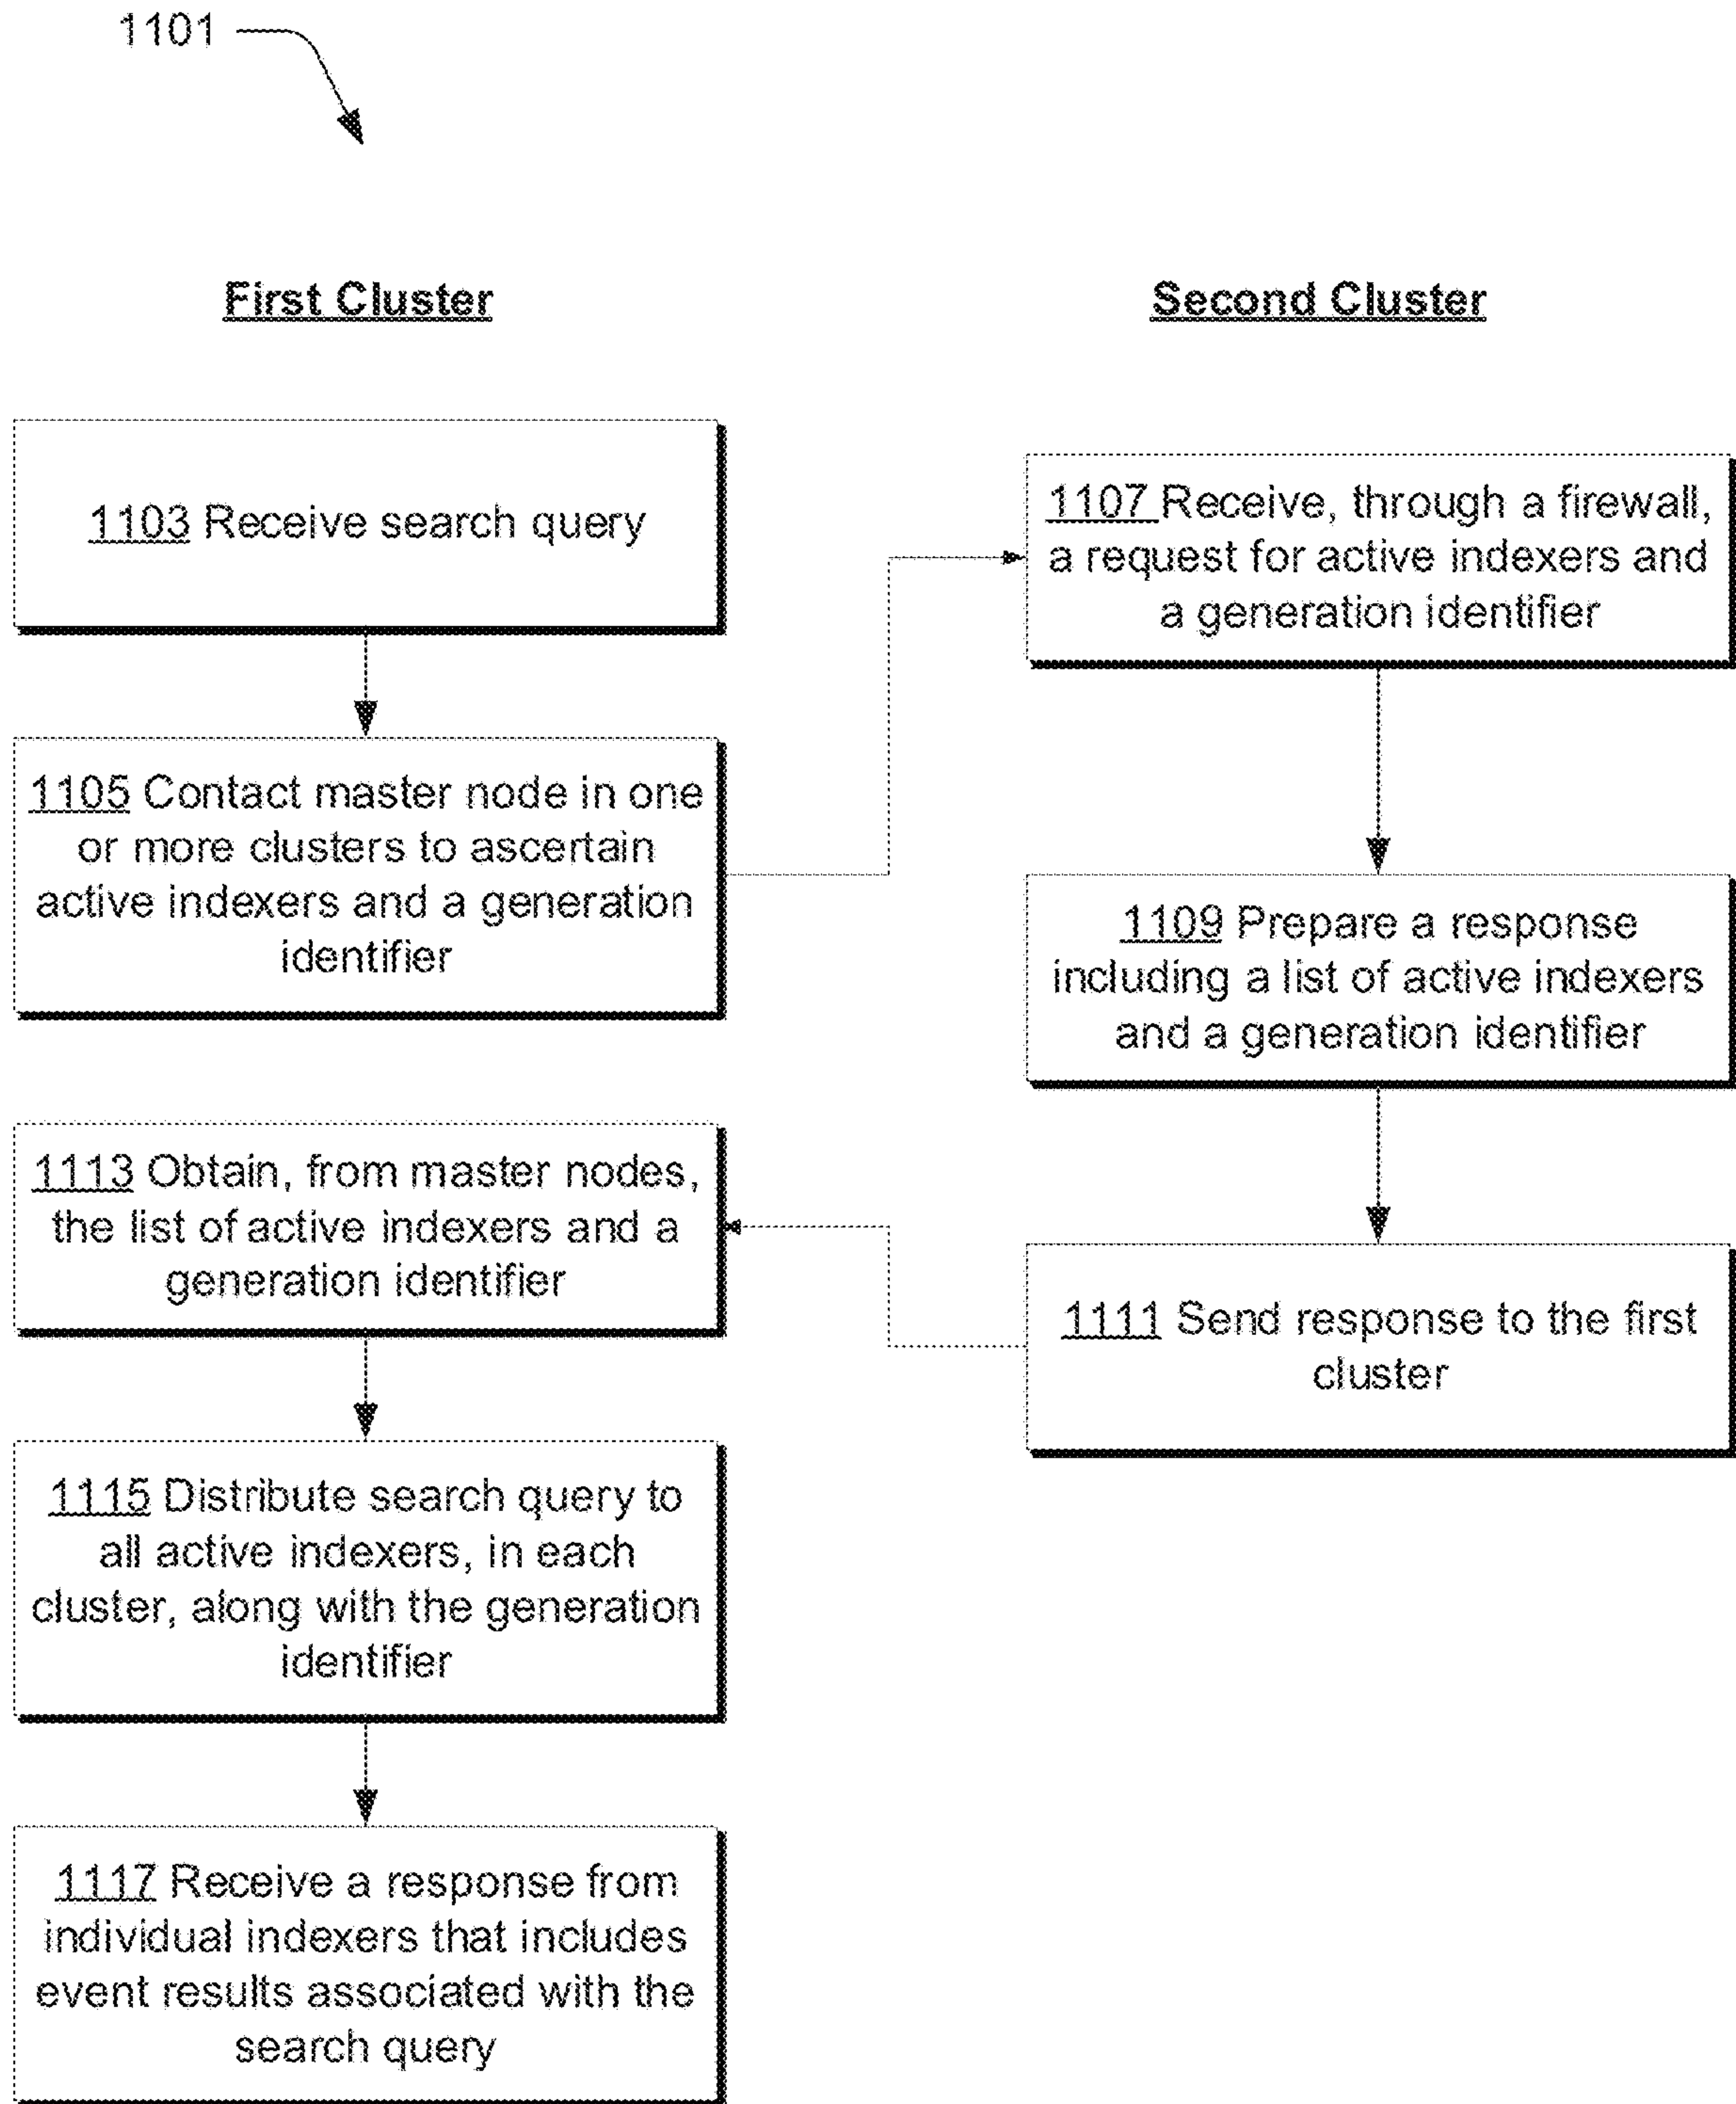 1101
First Cluster
Second Cluster
1103 Receive search query
1105 Contact master node in one
or more clusters to ascertain
active indexers and a generation
identifier
1107 Receive, through a firewall,
a request for active indexers and
a generation identifier
1109 Prepare a response
including a list of active indexers
and a generation identifier
1111 Send response to the first
cluster
1113 Obtain, from master nodes,
the list of active indexers and a
generation identifier
1115 Distribute search query to
all active indexers, in each
cluster, along with the generation
identifier
1117 Receive a response from
individual indexers that includes
event results associated with the
search query